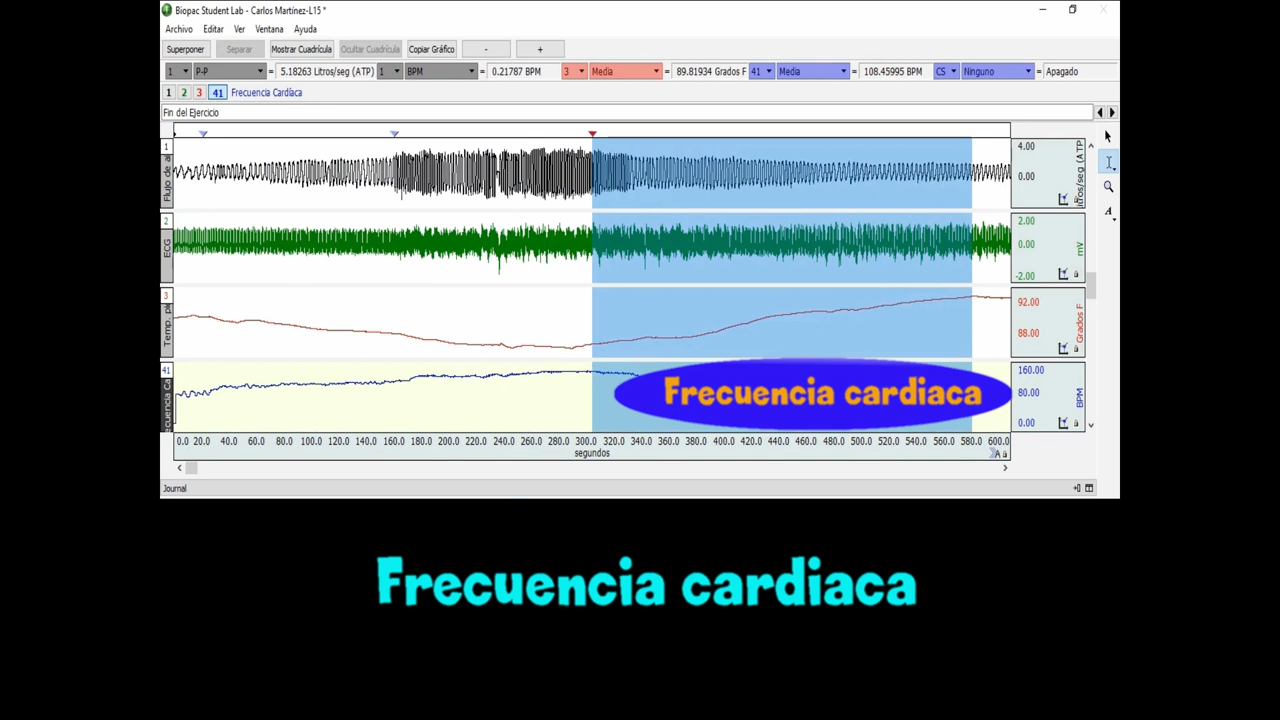 Biopac Student Lab - Carlos Martínez-L15 *
Archivo Editar Ver Ventana Ayuda
Superponer Separar Mostrar Cuadrícula Ocultar Cuadrícula Copiar Gráfico - +
1 P-P = 5.18263 Litros/seg (ATP) 1 BPM = 0.21787 BPM 3 Media = 89.81934 Grados F 41 Media = 108.45995 BPM CS Ninguno = Apagado
1 2 3 41 Frecuencia Cardíaca
Fin del Ejercicio
1 4.00
Flujo de a 0.00
2 2.00
ECG 0.00 mV
-2.00
3 92.00
88.00 Grados F
41 160.00
Frecuencia cardiaca 80.00 BPM
0.00
0.0 20.0 40.0 60.0 80.0 100.0 120.0 140.0 160.0 180.0 200.0 220.0 240.0 260.0 280.0 300.0 320.0 340.0 360.0 380.0 400.0 420.0 440.0 460.0 480.0 500.0 520.0 540.0 560.0 580.0 600.0
segundos
Journal
Frecuencia cardiaca